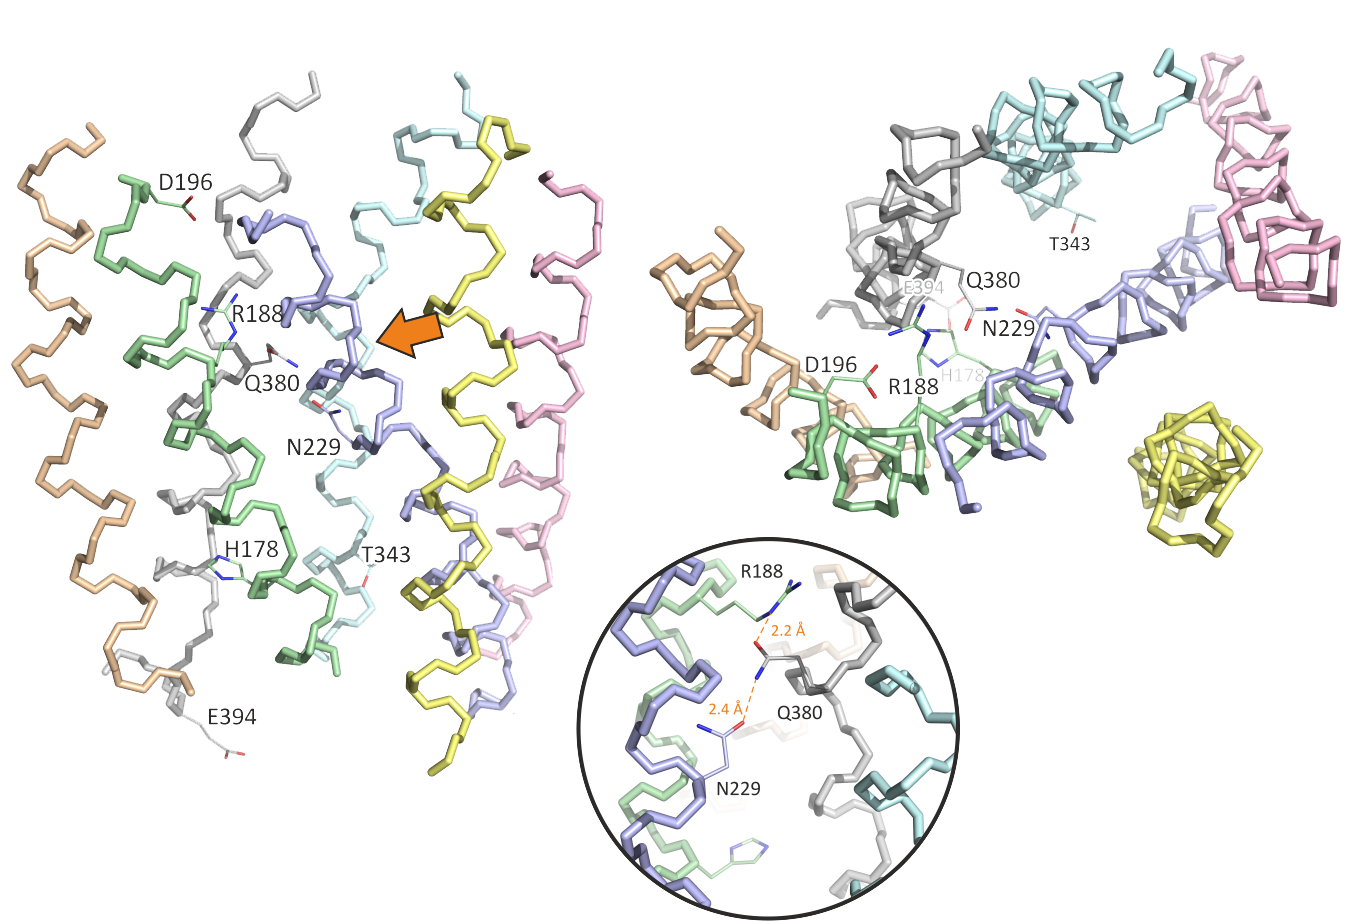 D196
R188
Q380
N229
H178
T343
E394
T343
E394
Q380
N229
D196
H178
R188
R188
2.2 Å
2.4 Å
Q380
N229